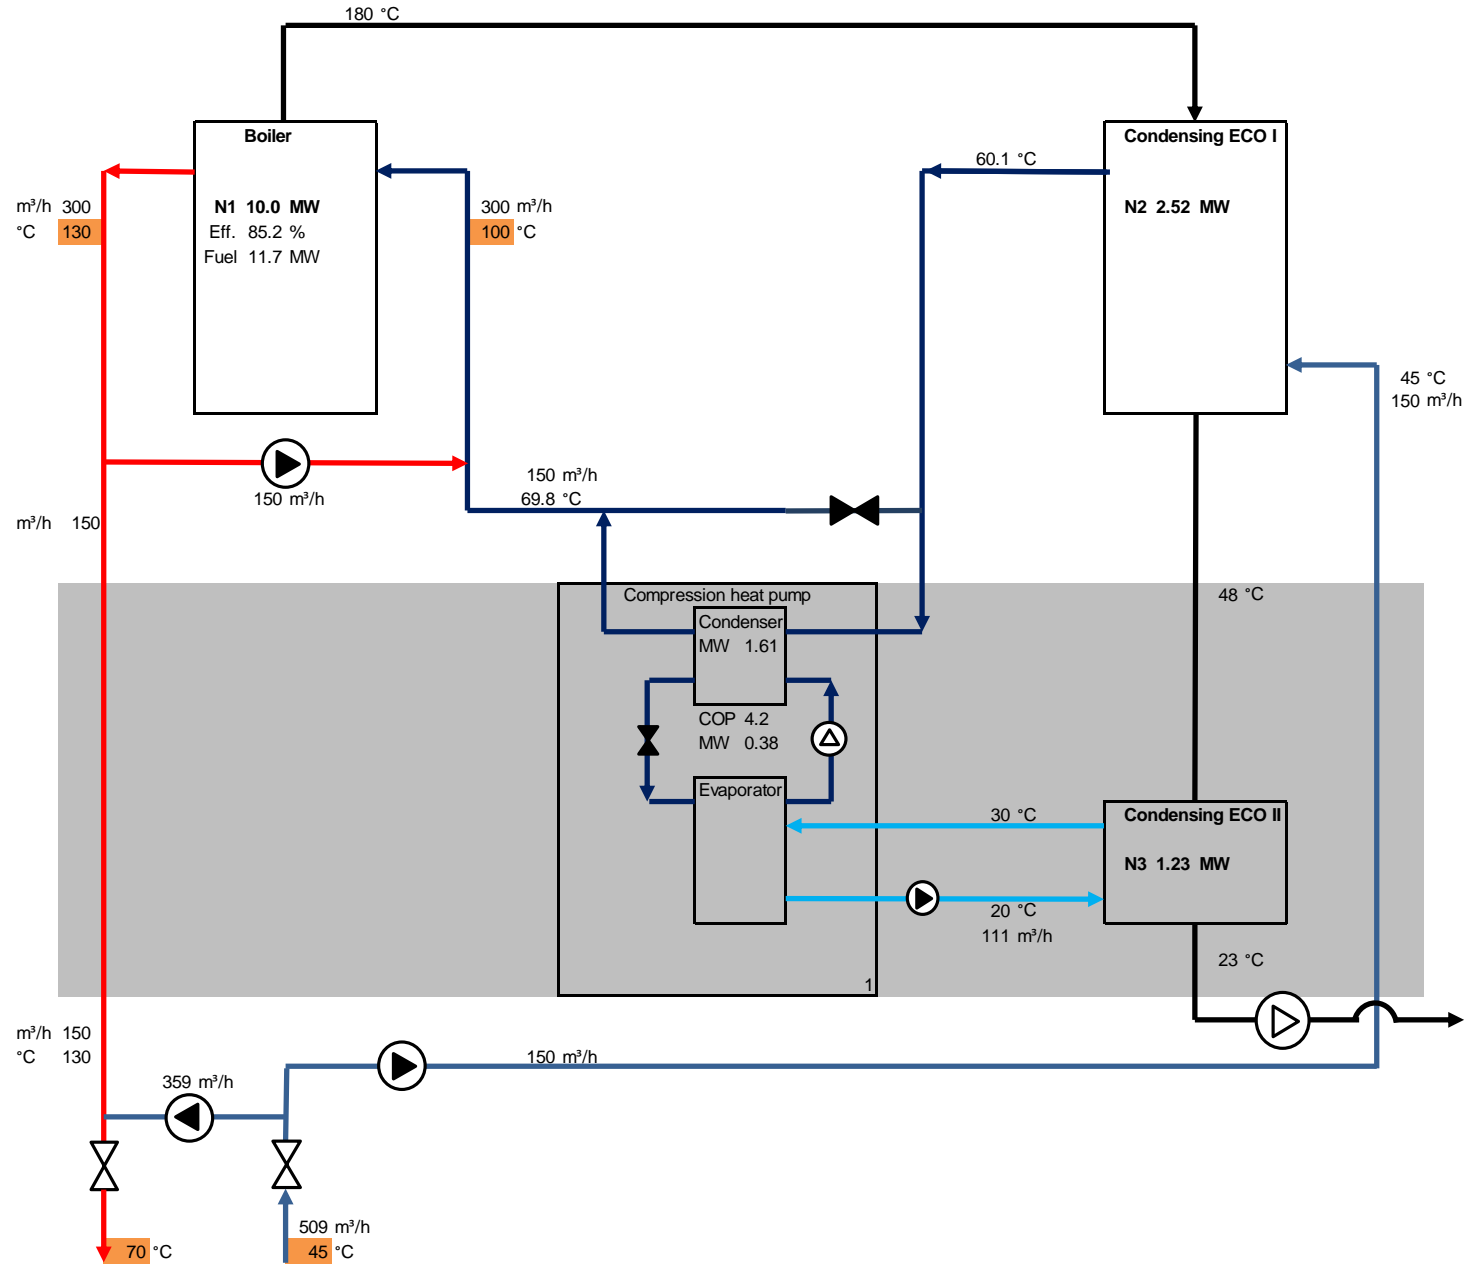 180 °C
Boiler
N1 10.0 MW
Eff. 85.2 %
Fuel 11.7 MW
m³/h 300
°C 130
300 m³/h
100 °C
Condensing ECO I
N2 2.52 MW
60.1 °C
45 °C
150 m³/h
150 m³/h
150 m³/h
69.8 °C
m³/h 150
Compression heat pump
Condenser
MW 1.61
COP 4.2
MW 0.38
Evaporator
1
48 °C
30 °C
Condensing ECO II
N3 1.23 MW
20 °C
111 m³/h
23 °C
m³/h 150
°C 130
359 m³/h
150 m³/h
509 m³/h
70 °C
45 °C